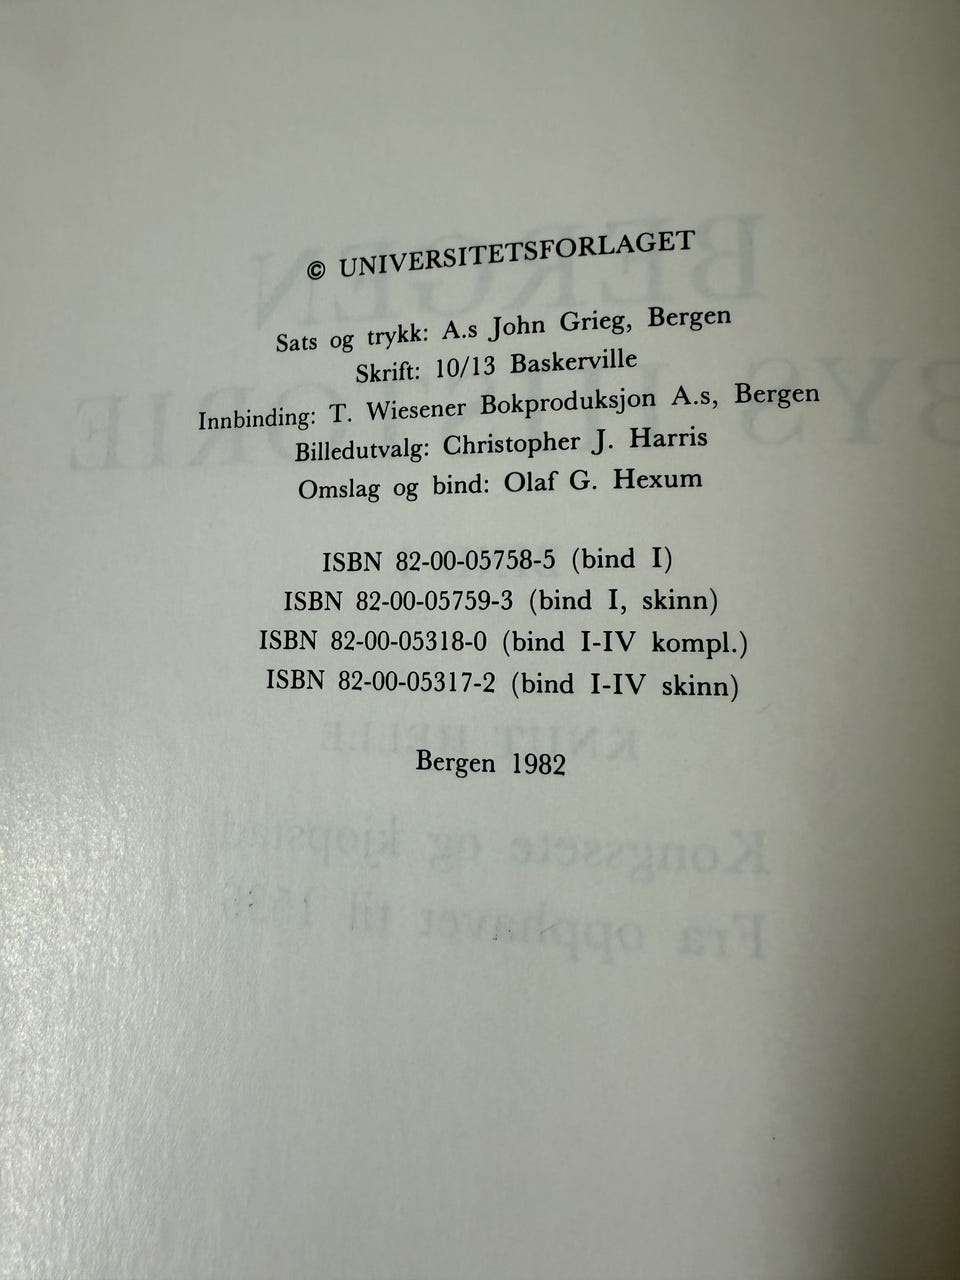 © UNIVERSITETSFORLAGET
Sats og trykk: A.s John Grieg, Bergen
Skrift: 10/13 Baskerville
Innbinding: T. Wiesener Bokproduksjon A.s, Bergen
Billedutvalg: Christopher J. Harris
Omslag og bind: Olaf G. Hexum
ISBN 82-00-05758-5 (bind I)
ISBN 82-00-05759-3 (bind I, skinn)
ISBN 82-00-05318-0 (bind I-IV kompl.)
ISBN 82-00-05317-2 (bind I-IV skinn)
Bergen 1982